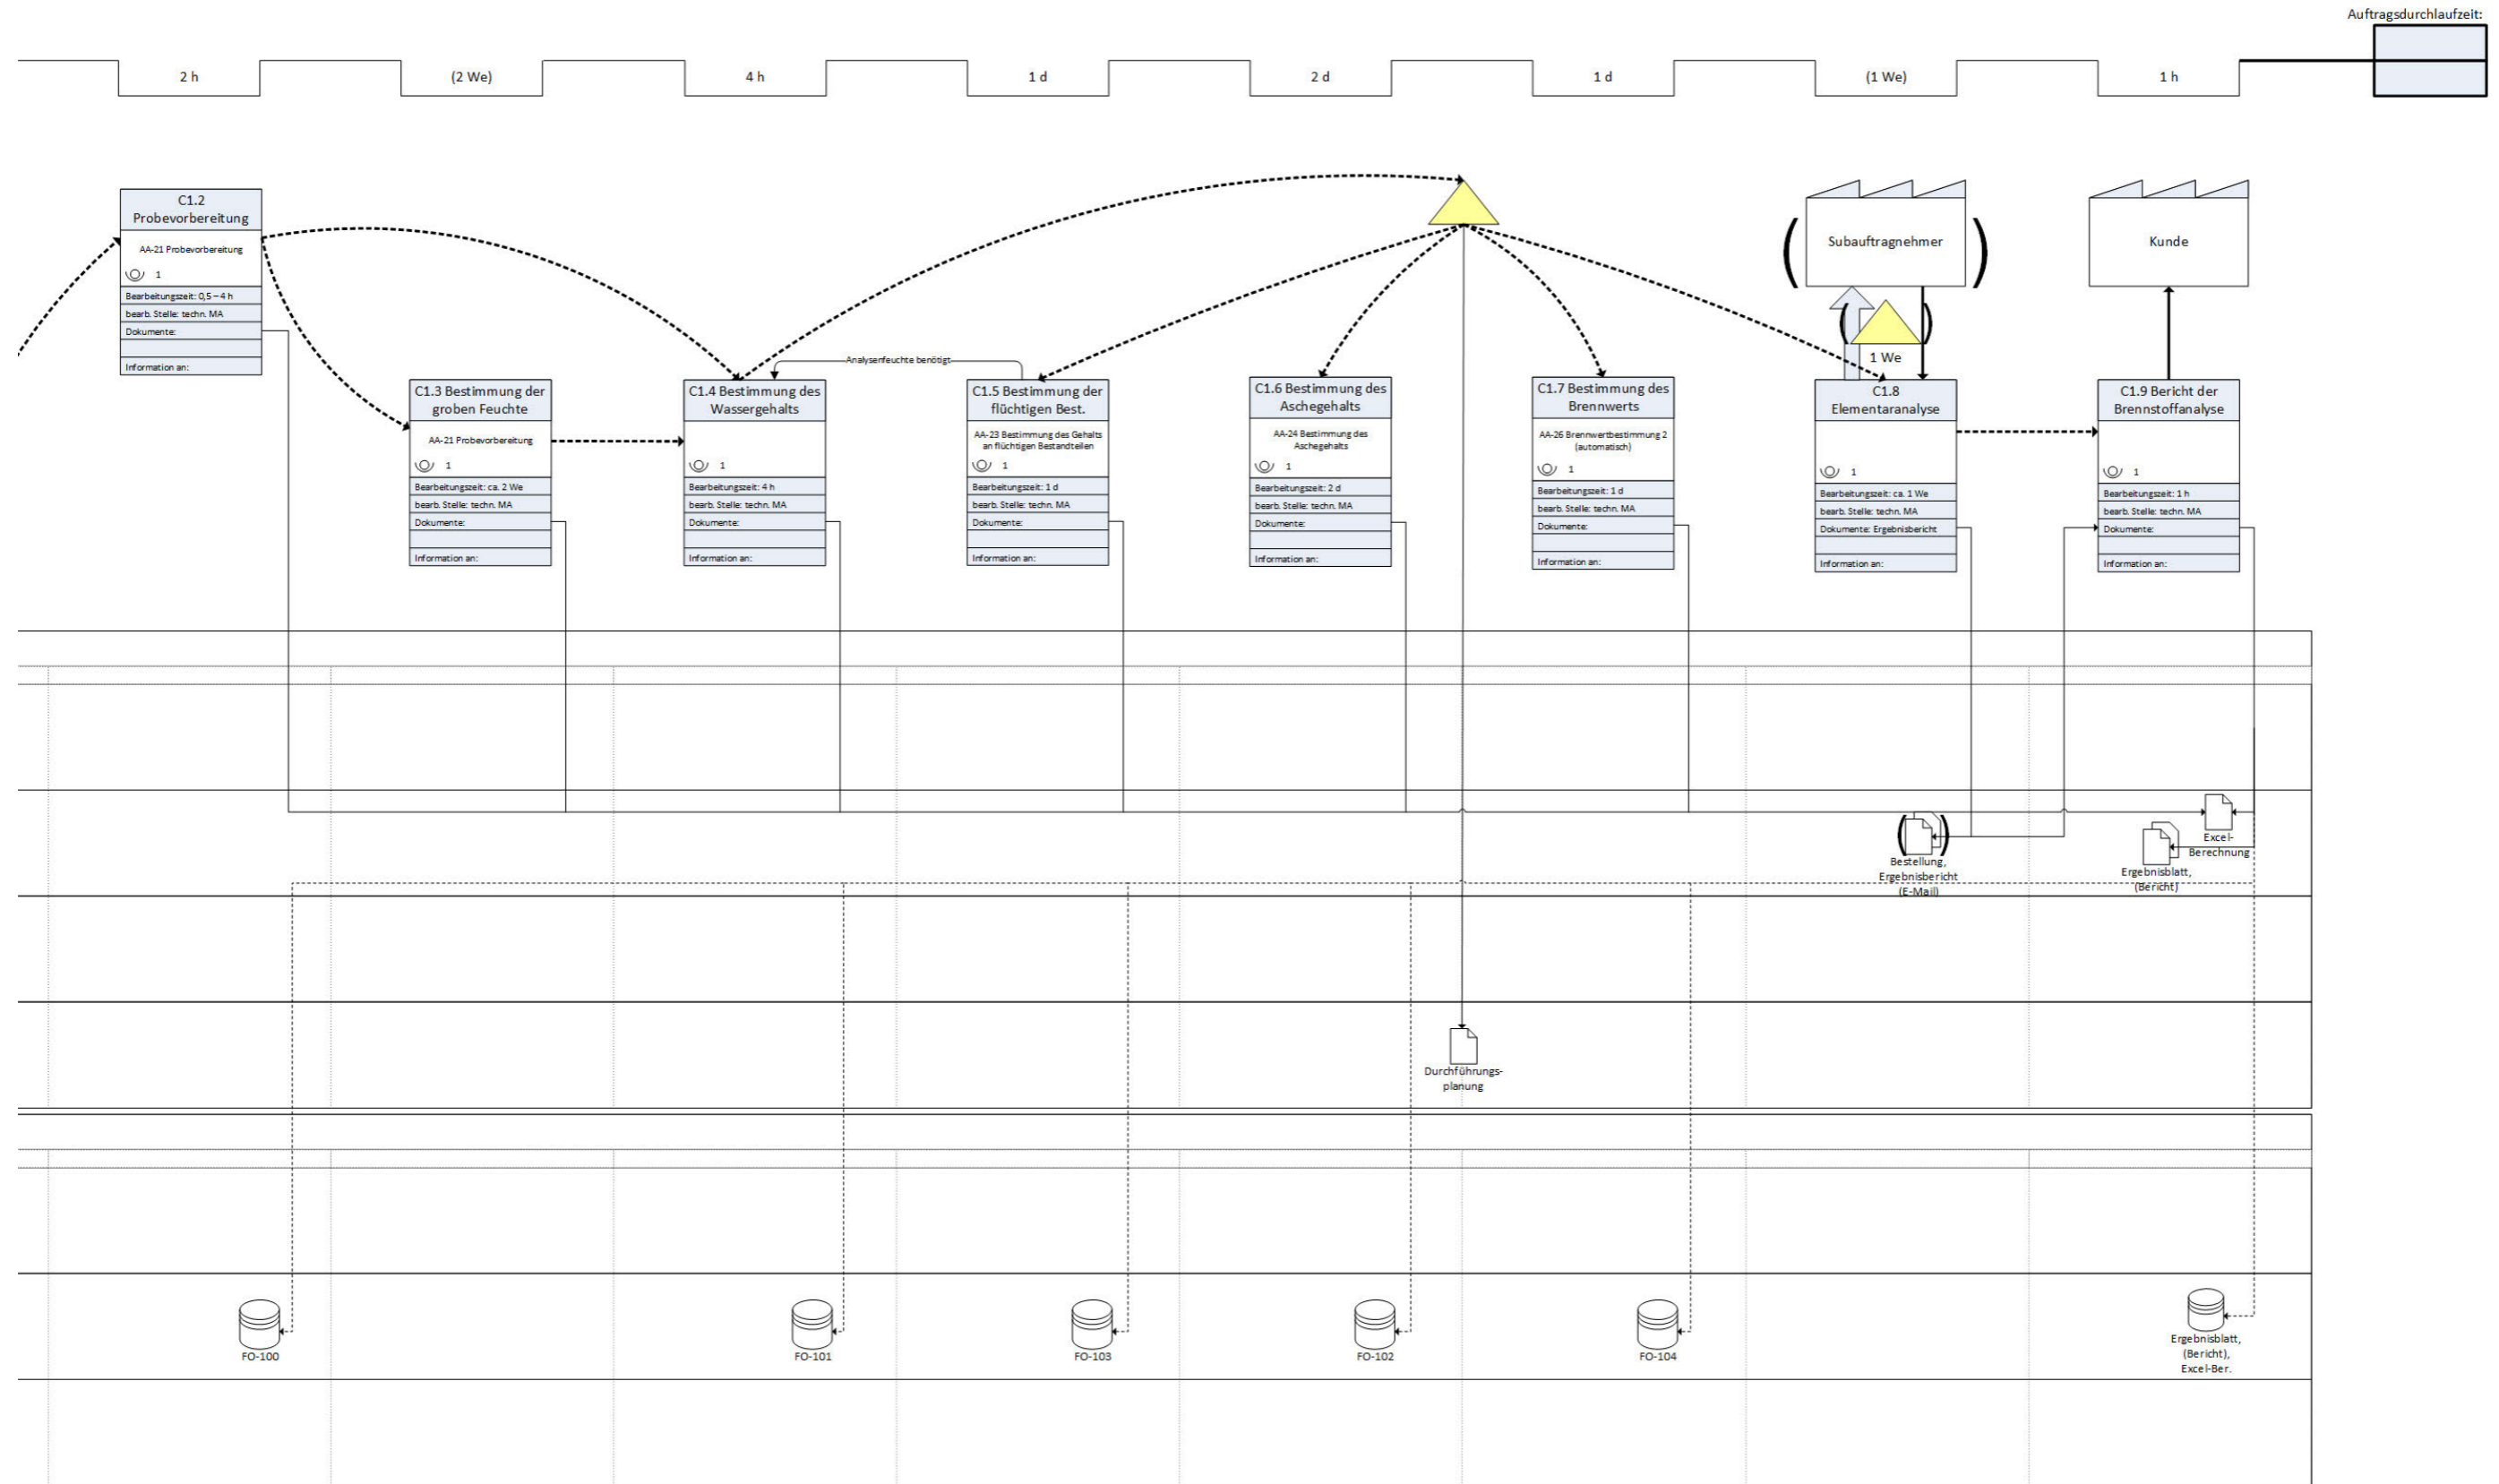 Auftragsdurchlaufzeit:
2 h
(2 We)
4 h
1 d
2 d
1 d
(1 We)
1 h
C1.2
Probevorbereitung
AA-21 Probevorbereitung
1
Bearbeitungszeit: 0,5 – 4 h
bearb. Stelle: techn. MA
Dokumente:
Information an:
C1.3 Bestimmung der
groben Feuchte
AA-21 Probevorbereitung
1
Bearbeitungszeit: ca. 2 We
bearb. Stelle: techn. MA
Dokumente:
Information an:
C1.4 Bestimmung des
Wassergehalts
1
Bearbeitungszeit: 4 h
bearb. Stelle: techn. MA
Dokumente:
Information an:
Analysenfeuchte benötigt
C1.5 Bestimmung der
flüchtigen Best.
AA-23 Bestimmung des Gehalts
an flüchtigen Bestandteilen
1
Bearbeitungszeit: 1 d
bearb. Stelle: techn. MA
Dokumente:
Information an:
C1.6 Bestimmung des
Aschegehalts
AA-24 Bestimmung des
Aschegehalts
1
Bearbeitungszeit: 2 d
bearb. Stelle: techn. MA
Dokumente:
Information an:
C1.7 Bestimmung des
Brennwerts
AA-26 Brennwertbestimmung 2
(automatisch)
1
Bearbeitungszeit: 1 d
bearb. Stelle: techn. MA
Dokumente:
Information an:
Subauftragnehmer
1 We
C1.8
Elementaranalyse
1
Bearbeitungszeit: ca. 1 We
bearb. Stelle: techn. MA
Dokumente: Ergebnisbericht
Information an:
Kunde
C1.9 Bericht der
Brennstoffanalyse
1
Bearbeitungszeit: 1 h
bearb. Stelle: techn. MA
Dokumente:
Information an:
Bestellung,
Ergebnisbericht
(E-Mail)
Ergebnisblatt,
(Bericht)
Excel-
Berechnung
Durchführungs-
planung
FO-100
FO-101
FO-103
FO-102
FO-104
Ergebnisblatt,
(Bericht),
Excel-Ber.